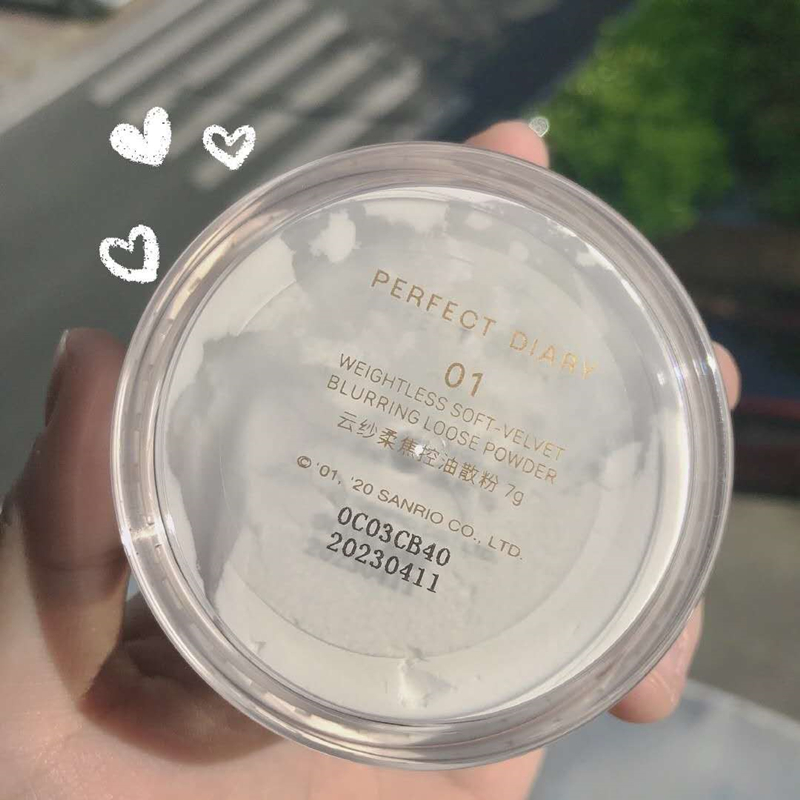 PERFECT DIARY
01
WEIGHTLESS SOFT-VELVET
BLURRING LOOSE POWDER
云纱柔焦控油散粉 7g
© '01, '20 SANRIO CO., LTD.
0C03CB40
20230411